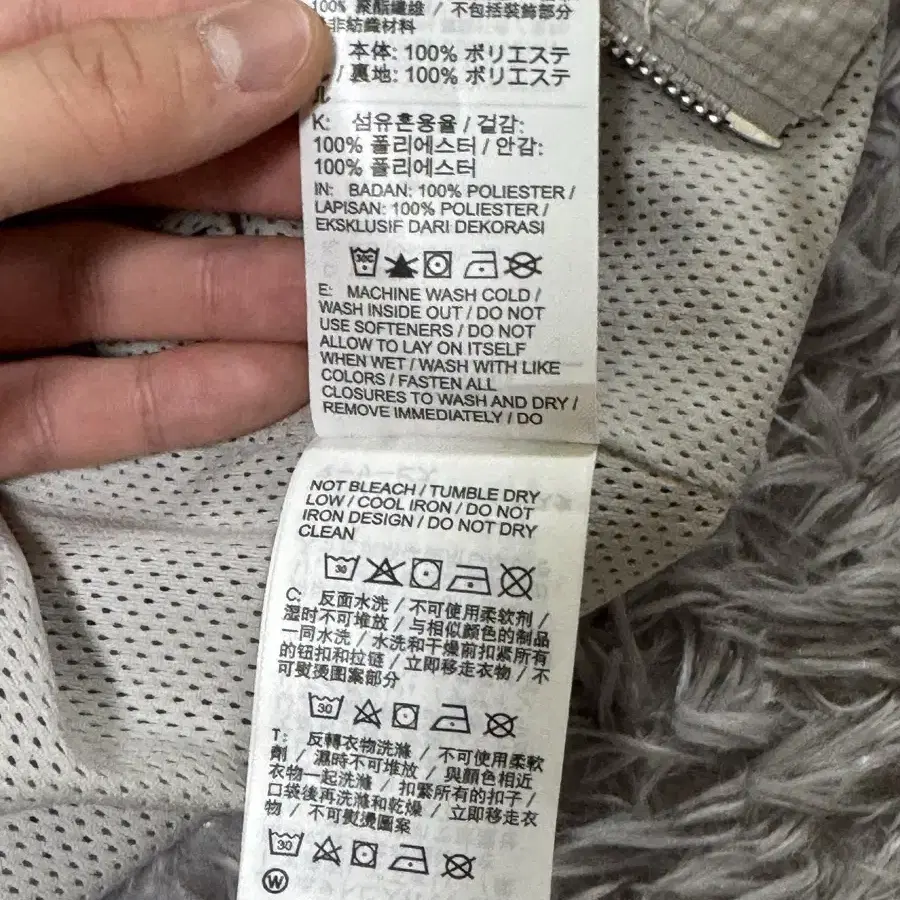 100% 聚酯纖維 / 不包括裝飾部分
非紡織材料
本体: 100% ポリエステ
/ 裏地: 100% ポリエステ
ル
K: 섬유혼용율 / 겉감:
100% 폴리에스터 / 안감:
100% 폴리에스터
IN: BADAN: 100% POLIESTER /
LAPISAN: 100% POLIESTER /
EKSKLUSIF DARI DEKORASI
30C
E: MACHINE WASH COLD /
WASH INSIDE OUT / DO NOT
USE SOFTENERS / DO NOT
ALLOW TO LAY ON ITSELF
WHEN WET / WASH WITH LIKE
COLORS / FASTEN ALL
CLOSURES TO WASH AND DRY /
REMOVE IMMEDIATELY / DO
NOT BLEACH / TUMBLE DRY
LOW / COOL IRON / DO NOT
IRON DESIGN / DO NOT DRY
CLEAN
30
C: 反面水洗 / 不可使用柔软剂 /
湿时不可堆放 / 与相似颜色的制品
一同水洗 / 水洗和干燥前扣紧所有
的钮扣和拉链 / 立即移走衣物 / 不
可熨烫图案部分
30
T: 反轉衣物洗滌 / 不可使用柔軟
劑 / 濕時不可堆放 / 與顏色相近
衣物一起洗滌 / 扣緊所有的扣子 /
口袋後再洗滌和乾燥 / 立即移走衣
物 / 不可熨燙圖案
30
W